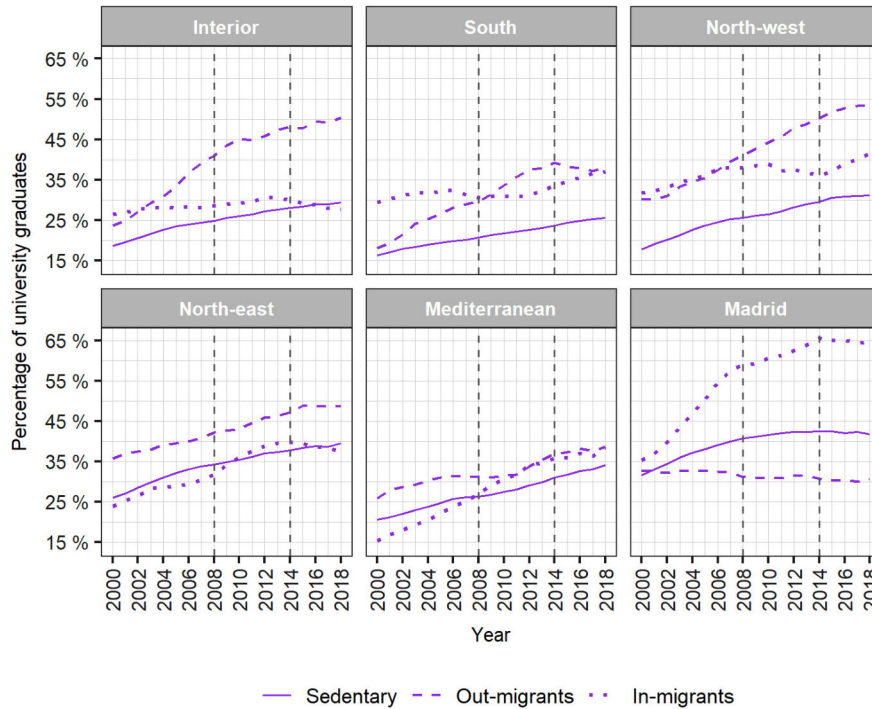 Interior
South
North-west
65 %
55 %
45 %
35 %
25 %
15 %
North-east
Mediterranean
Madrid
65 %
55 %
45 %
35 %
25 %
15 %
Percentage of university graduates
2000 2002 2004 2006 2008 2010 2012 2014 2016 2018
2000 2002 2004 2006 2008 2010 2012 2014 2016 2018
2000 2002 2004 2006 2008 2010 2012 2014 2016 2018
Year
Sedentary Out-migrants In-migrants